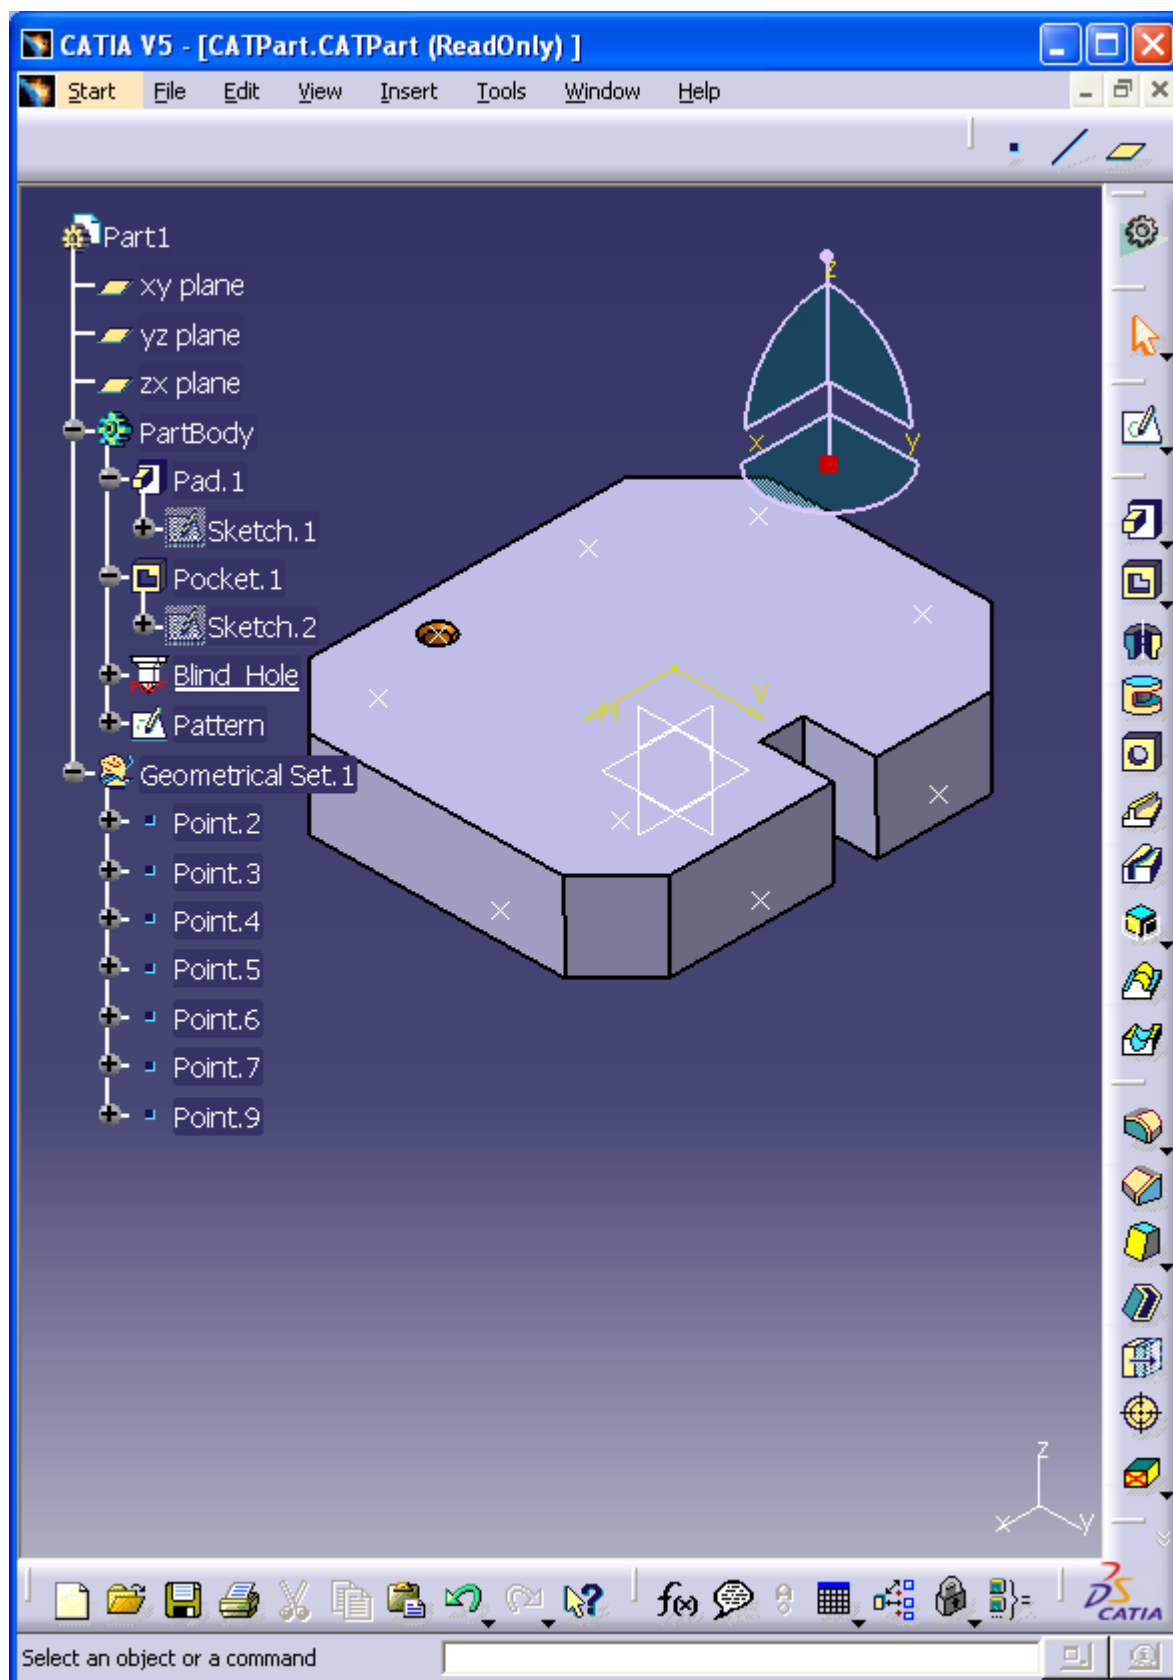 CATIA V5 - [CATPart.CATPart (ReadOnly) ]
Start File Edit View Insert Tools Window Help
Part1
xy plane
yz plane
zx plane
PartBody
Pad.1
Sketch.1
Pocket.1
Sketch.2
Blind_Hole
Pattern
Geometrical Set.1
Point.2
Point.3
Point.4
Point.5
Point.6
Point.7
Point.9
z
x y
H V
z
x y
f(x)
DS CATIA
Select an object or a command